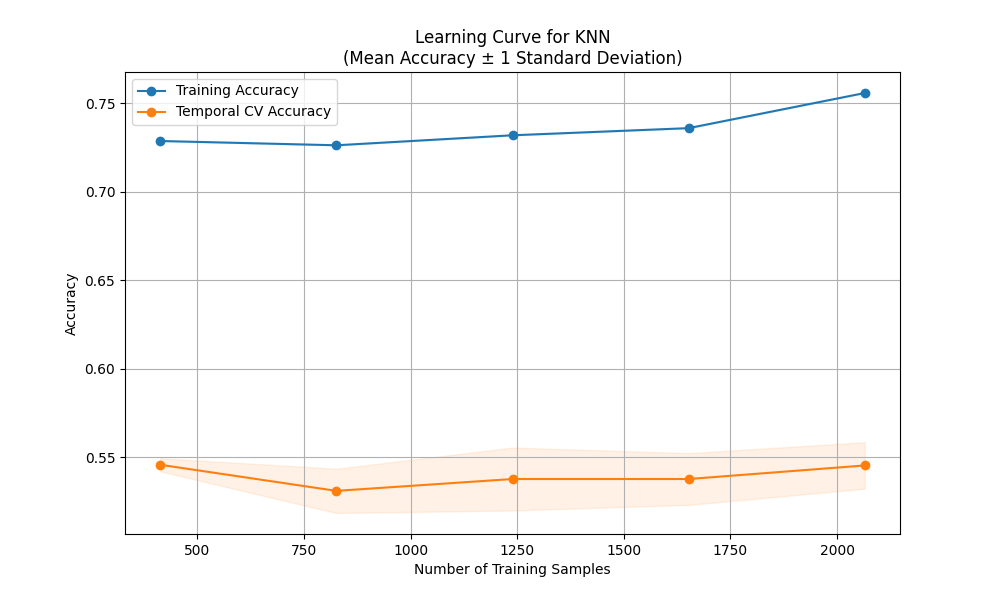 Learning Curve for KNN
(Mean Accuracy ± 1 Standard Deviation)
Training Accuracy
Temporal CV Accuracy
Accuracy
0.75
0.70
0.65
0.60
0.55
500 750 1000 1250 1500 1750 2000
Number of Training Samples